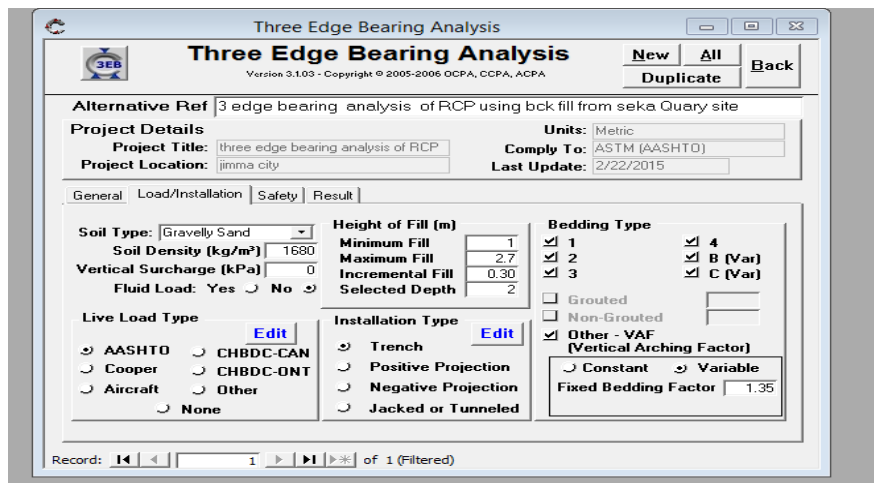 Three Edge Bearing Analysis
3EB
Three Edge Bearing Analysis
Version 3.1.03 - Copyright © 2005-2006 OCPA, CCPA, ACPA
New All
Duplicate
Back
Alternative Ref 3 edge bearing analysis of RCP using bck fill from seka Quary site
Project Details
Project Title: three edge bearing analysis of RCP
Project Location: jimma city
Units: Metric
Comply To: ASTM (AASHTO)
Last Update: 2/22/2015
General Load/Installation Safety Result
Soil Type: Gravelly Sand
Soil Density (kg/m³) 1680
Vertical Surcharge (kPa) 0
Fluid Load: Yes No
Height of Fill (m)
Minimum Fill 1
Maximum Fill 2.7
Incremental Fill 0.30
Selected Depth 2
Bedding Type
1 4
2 B (Var)
3 C (Var)
Grouted
Non-Grouted
Other - VAF
(Vertical Arching Factor)
Constant Variable
Fixed Bedding Factor 1.35
Live Load Type
Edit
AASHTO CHBDC-CAN
Cooper CHBDC-ONT
Aircraft Other
None
Installation Type
Edit
Trench
Positive Projection
Negative Projection
Jacked or Tunneled
Record: 1 of 1 (Filtered)